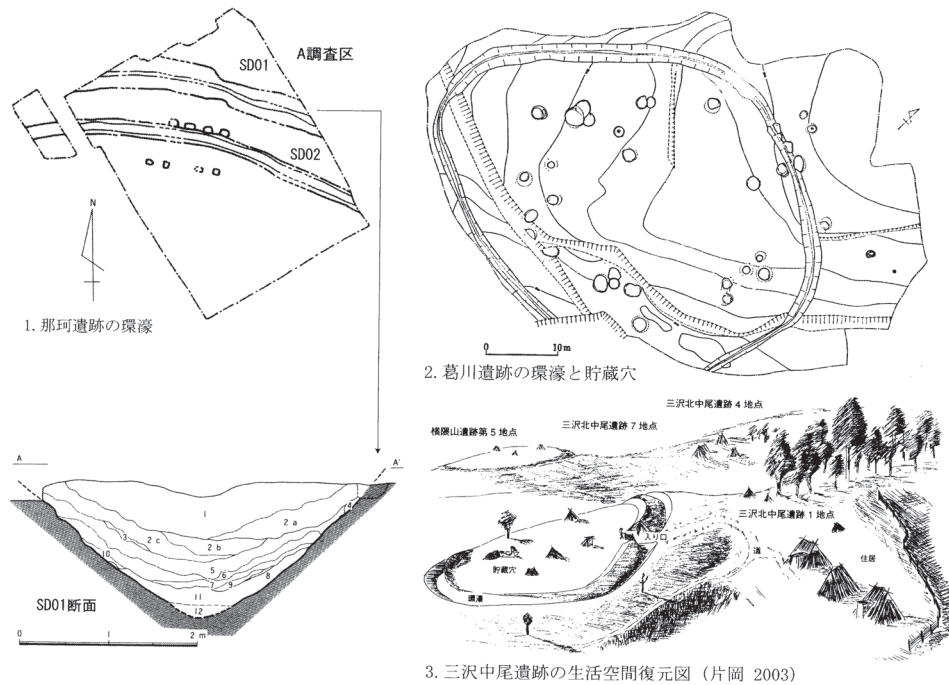 A調査区
SD01
SD02
N
1. 那珂遺跡の環濠
A
A'
1
2 a
2 b
2 c
3
4
5
6
7
8
9
10
11
12
SD01断面
0 1 2 m
0 10m
2. 葛川遺跡の環濠と貯蔵穴
三沢北中尾遺跡 4 地点
三沢北中尾遺跡 7 地点
横隈山遺跡第 5 地点
三沢北中尾遺跡 1 地点
入り口
道
住居
貯蔵穴
環濠
3. 三沢中尾遺跡の生活空間復元図 (片岡 2003)